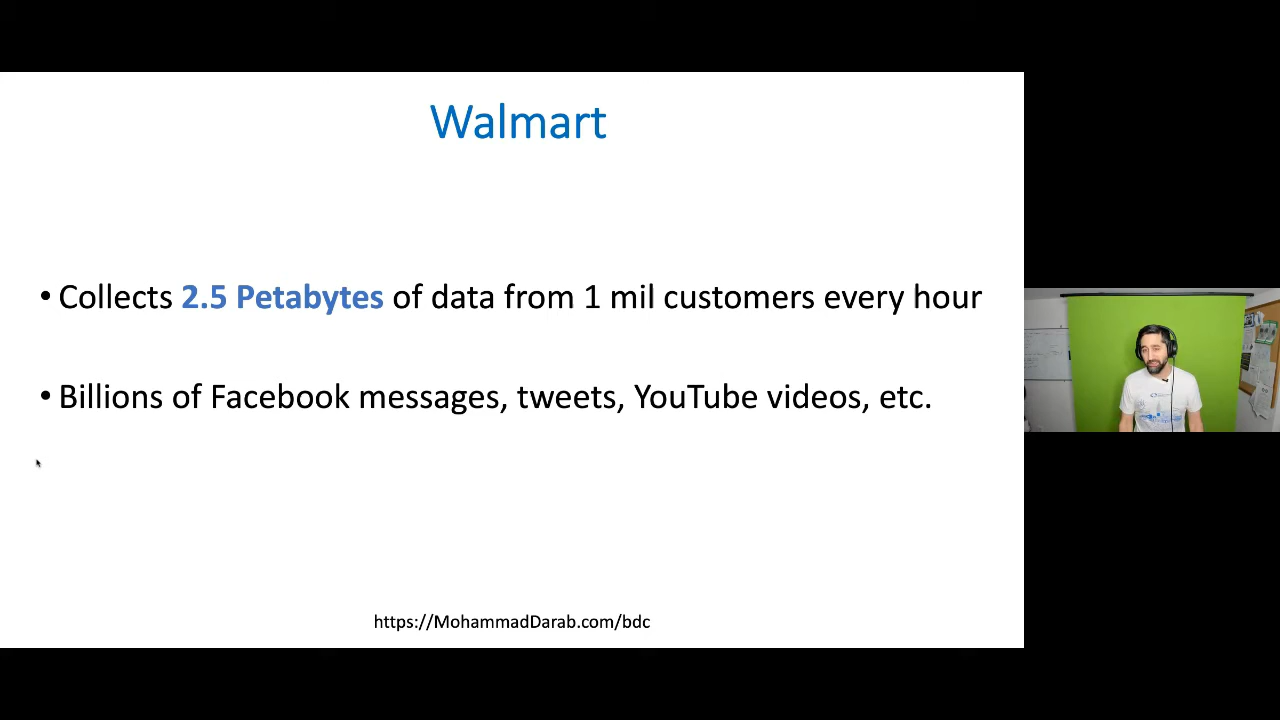 Walmart
• Collects 2.5 Petabytes of data from 1 mil customers every hour
• Billions of Facebook messages, tweets, YouTube videos, etc.
https://MohammadDarab.com/bdc